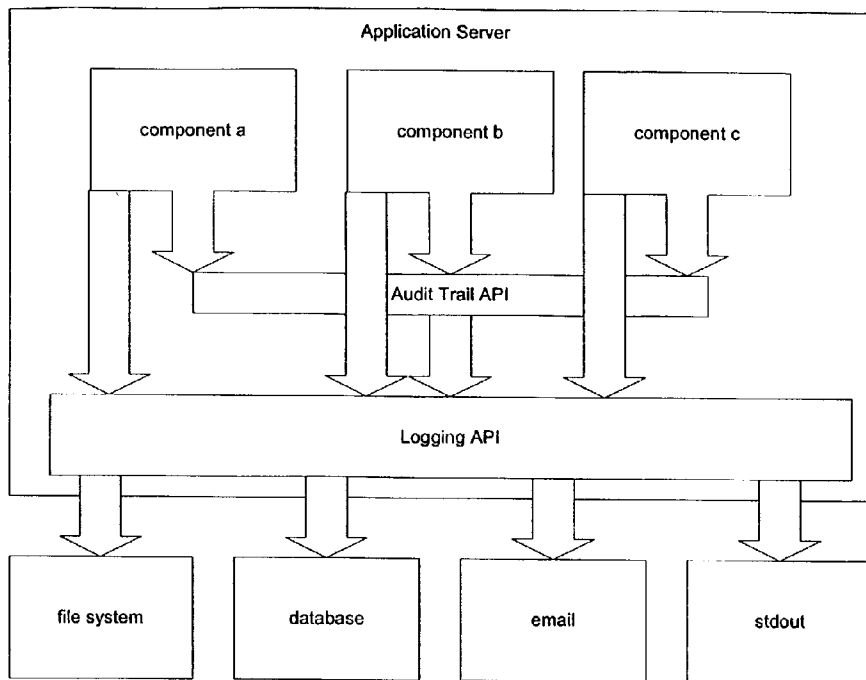 Application Server
component a
component b
component c
Audit Trail API
Logging API
file system
database
email
stdout